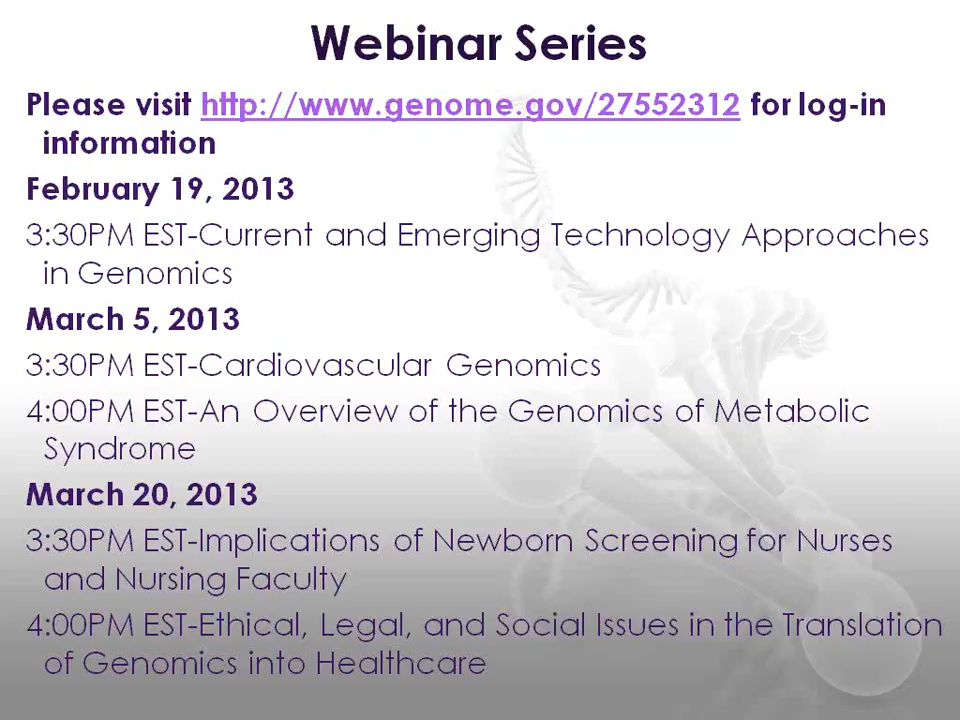 Webinar Series
Please visit http://www.genome.gov/27552312 for log-in
information
February 19, 2013
3:30PM EST-Current and Emerging Technology Approaches
in Genomics
March 5, 2013
3:30PM EST-Cardiovascular Genomics
4:00PM EST-An Overview of the Genomics of Metabolic
Syndrome
March 20, 2013
3:30PM EST-Implications of Newborn Screening for Nurses
and Nursing Faculty
4:00PM EST-Ethical, Legal, and Social Issues in the Translation
of Genomics into Healthcare